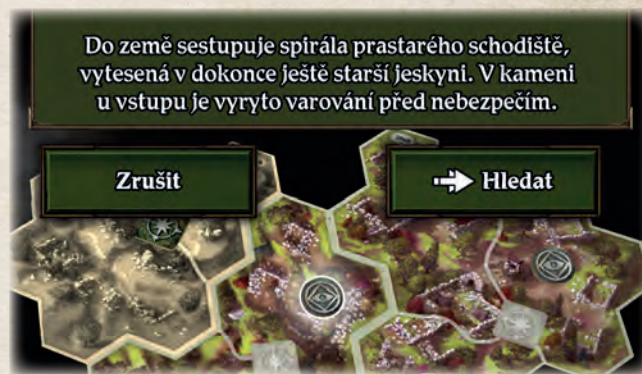 Do země sestupuje spirála prastarého schodiště,
vytesená v dokonce ještě starší jeskyni. V kameni
u vstupu je vyryto varování před nebezpečím.
Zrušit
Hledat